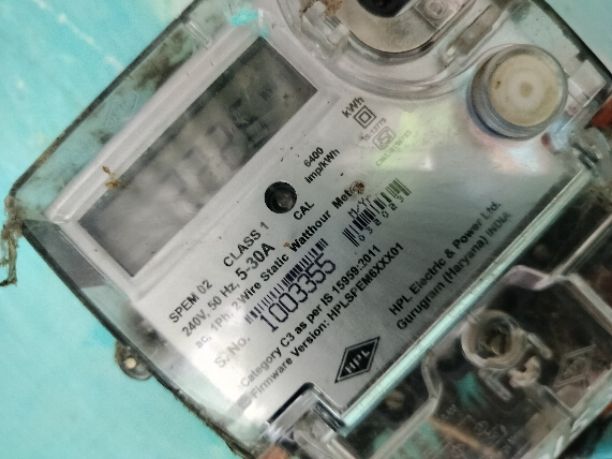 kWh
IS 13779
6400
imp/kWh
CAL
SPEM 02 CLASS 1
240V, 50 Hz, 5-30A
ac, 1Ph, 2 Wire Static Watthour Meter
S. No. 1003355
Category C3 as per IS 15959:2011
Firmware Version: HPLSFEM6XXX01
HPL
HPL Electric & Power Ltd.
Gurugram (Haryana) INDIA